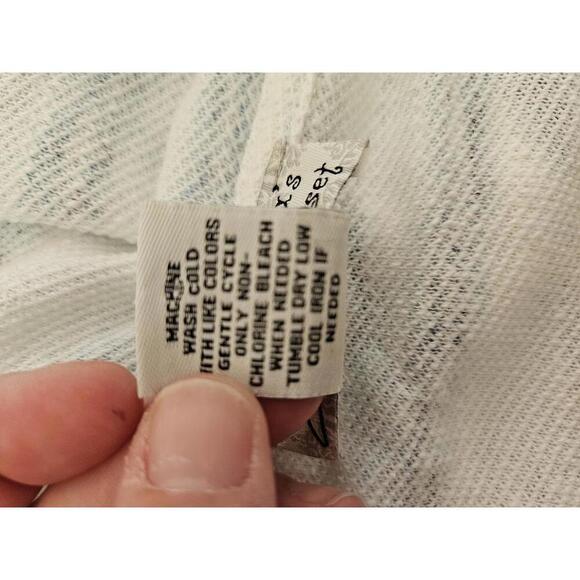 MACHINE
WASH COLD
WITH LIKE COLORS
GENTLE CYCLE
ONLY NON-
CHLORINE BLEACH
WHEN NEEDED
TUMBLE DRY LOW
COOL IRON IF
NEEDED